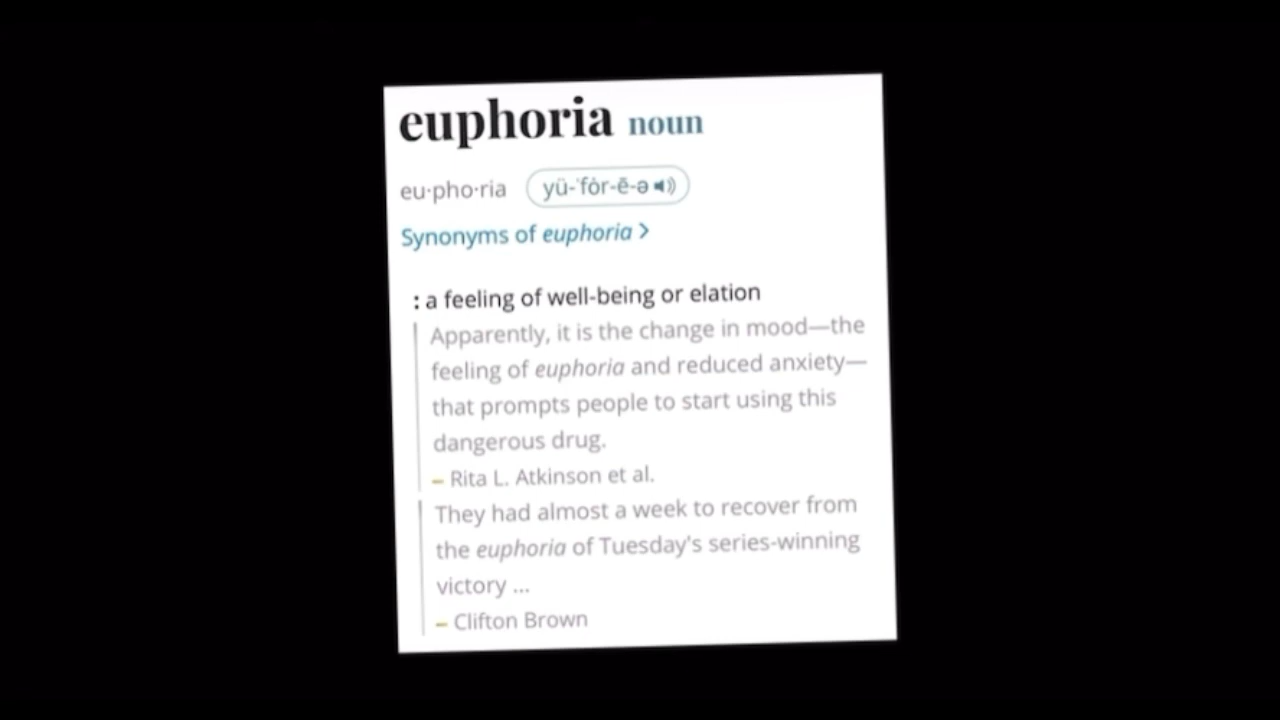 euphoria noun
eu·pho·ria yü-ˈfȯr-ē-ə
Synonyms of euphoria
: a feeling of well-being or elation
Apparently, it is the change in mood—the
feeling of euphoria and reduced anxiety—
that prompts people to start using this
dangerous drug.
– Rita L. Atkinson et al.
They had almost a week to recover from
the euphoria of Tuesday's series-winning
victory ...
– Clifton Brown